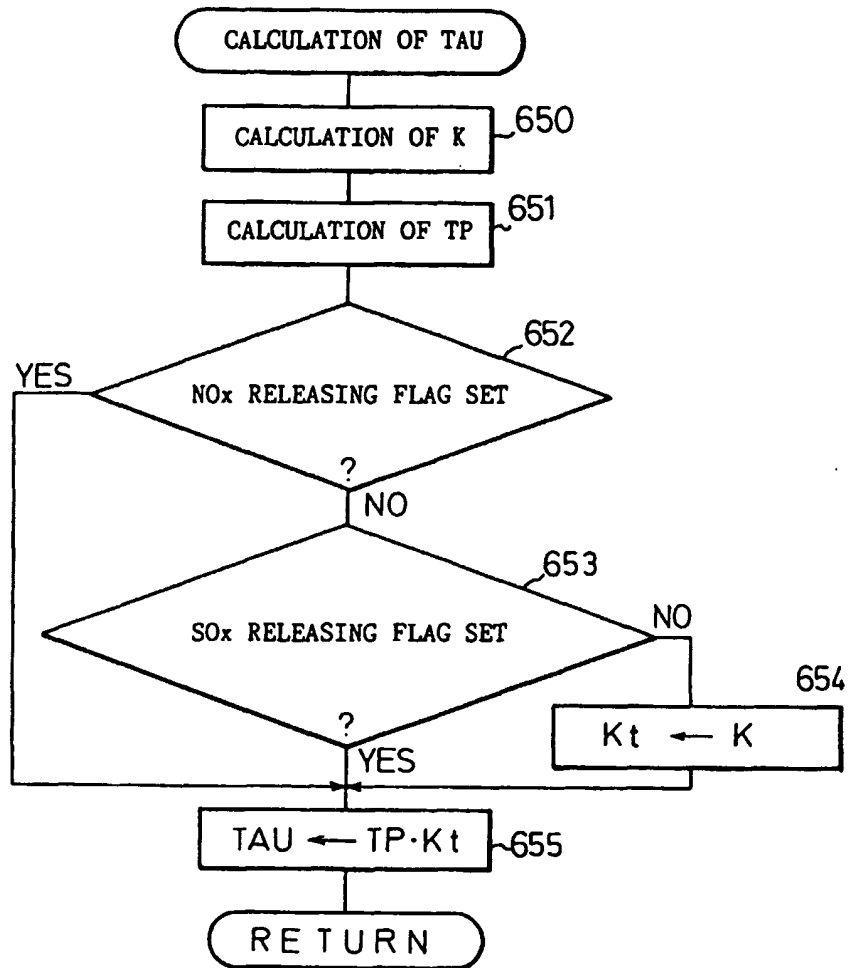 CALCULATION OF TAU
CALCULATION OF K
650
CALCULATION OF TP
651
652
YES
NOx RELEASING FLAG SET
?
NO
653
SOx RELEASING FLAG SET
NO
654
Kt ← K
?
YES
TAU ← TP·Kt
655
RETURN